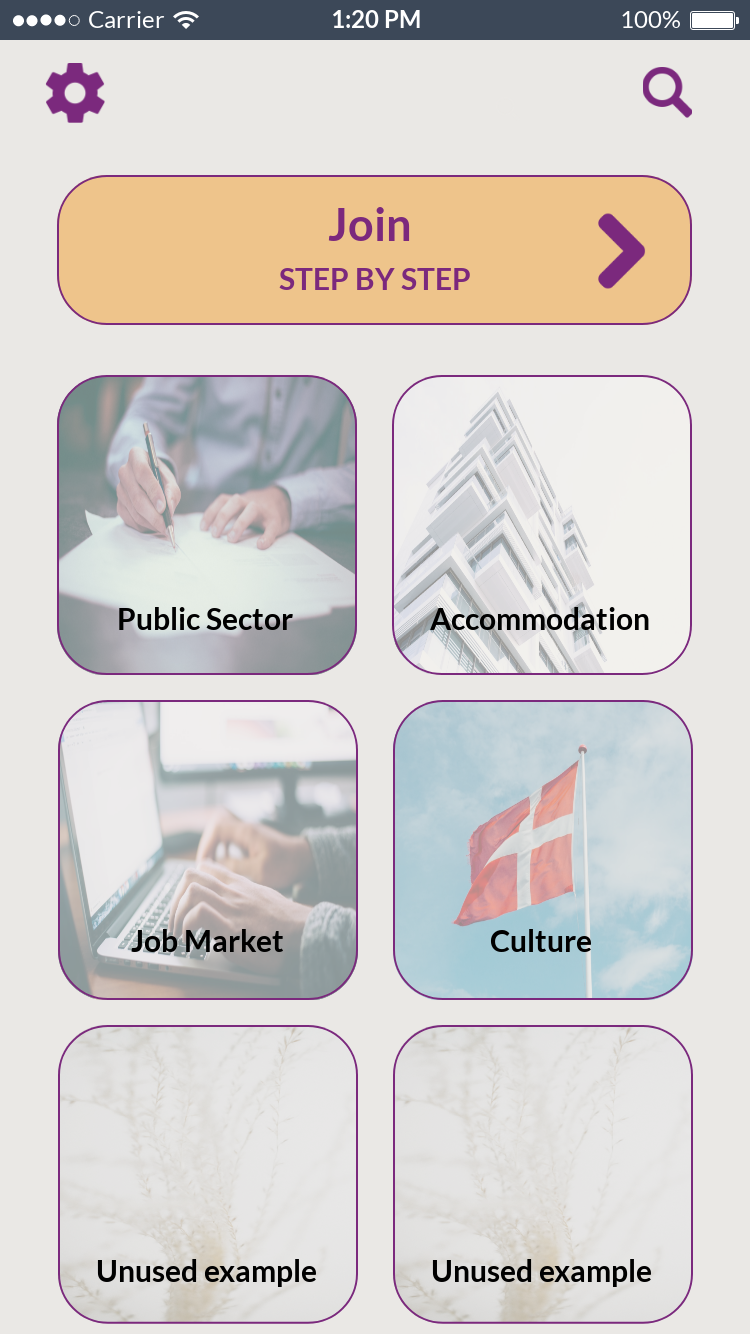 Carrier 1:20 PM 100%
Join
STEP BY STEP
Public Sector Accommodation
Job Market Culture
Unused example Unused example